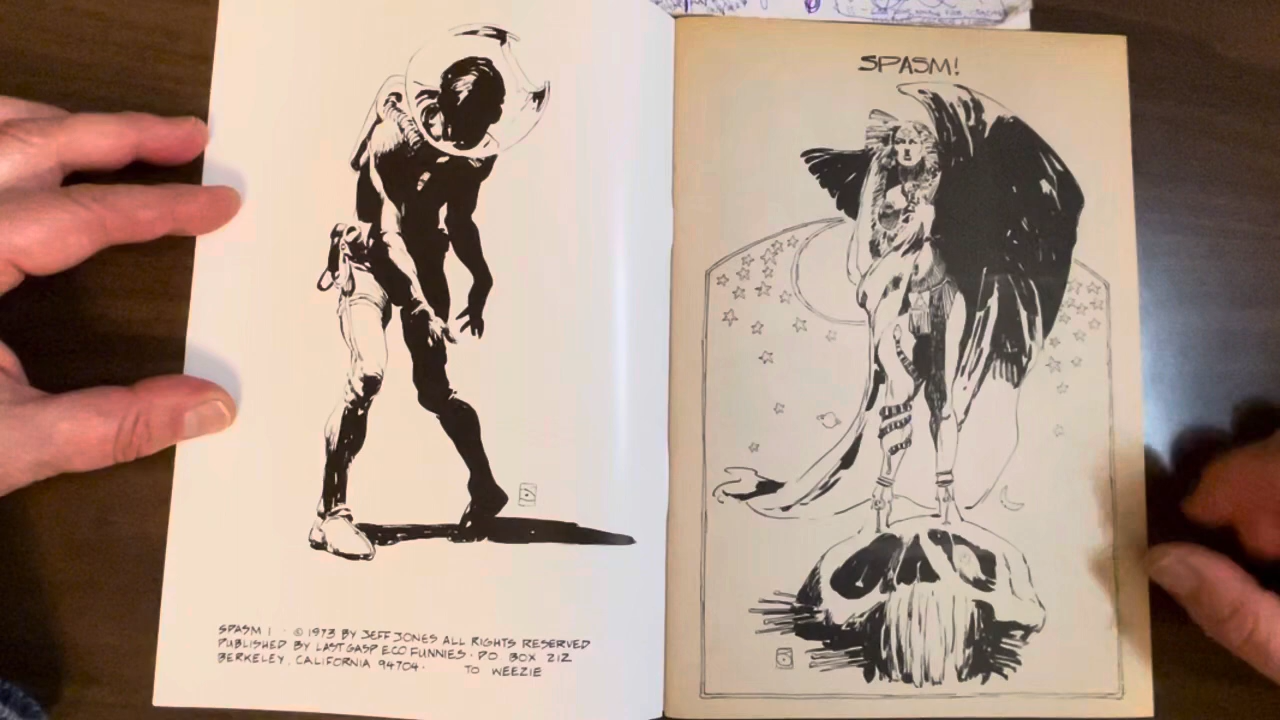 SPASM 1 · © 1973 BY JEFF JONES ALL RIGHTS RESERVED
PUBLISHED BY LAST GASP ECO FUNNIES · PO BOX 212
BERKELEY, CALIFORNIA 94704 · TO WEEZIE
SPASM!